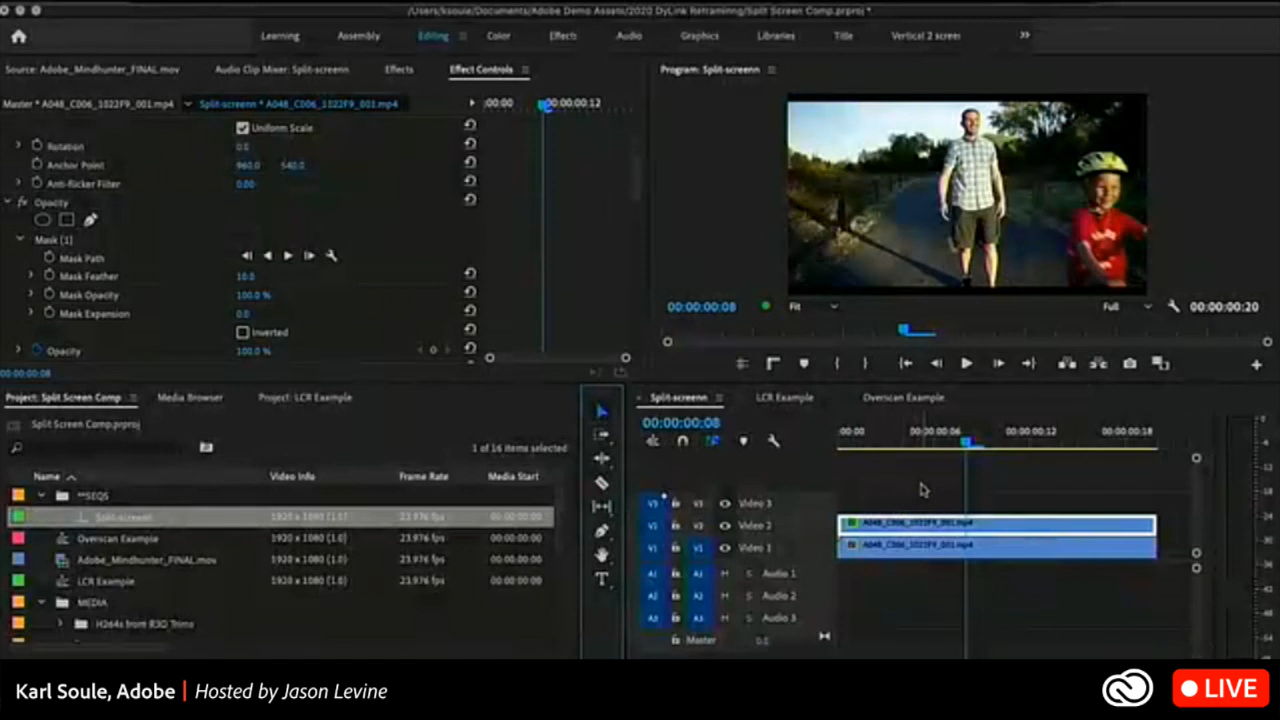 /Users/ksoule/Documents/Adobe Demo Assets/2020 DyLink Reframinng/Split Screen Comp.prproj *
Learning Assembly Editing Color Effects Audio Graphics Libraries Title Vertical 2 screen
Source: Adobe_Mindhunter_FINAL.mov Audio Clip Mixer: Split-screenn Effects Effect Controls Program: Split-screenn
Master * A048_C006_1022F9_001.mp4 Split-screenn * A048_C006_1022F9_001.mp4 :00:00 00:00:00:12
Uniform Scale
Rotation 0.0
Anchor Point 960.0 540.0
Anti-flicker Filter 0.00
fx Opacity
Mask (1)
Mask Path
Mask Feather 10.0
Mask Opacity 100.0 %
Mask Expansion 0.0
Inverted
Opacity 100.0 %
00:00:00:08
00:00:00:08 Fit Full 00:00:00:20
Project: Split Screen Comp Media Browser Project: LCR Example
Split Screen Comp.prproj
1 of 16 items selected
Name Video Info Frame Rate Media Start
**SEQS
Split-screenn 1920 x 1080 (1.0) 23.976 fps 00:00:00:00
Overscan Example 1920 x 1080 (1.0) 23.976 fps 00:00:00:00
Adobe_Mindhunter_FINAL.mov 1920 x 1080 (1.0) 23.976 fps 00:00:00:00
LCR Example 1920 x 1080 (1.0) 23.976 fps 00:00:00:00
MEDIA
H264s from R3D Trims
Split-screenn LCR Example Overscan Example
00:00:00:08
:00:00 00:00:00:06 00:00:00:12 00:00:00:18
V3 V3 Video 3
V2 V2 Video 2 A048_C006_1022F9_001.mp4
V1 V1 Video 1 A048_C006_1022F9_001.mp4
A1 A1 M S Audio 1
A2 A2 M S Audio 2
A3 A3 M S Audio 3
Master 0.0
Karl Soule, Adobe | Hosted by Jason Levine
LIVE